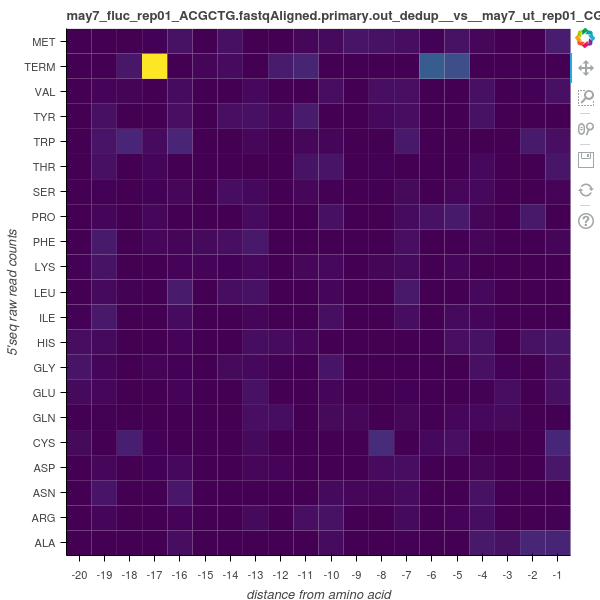 may7_fluc_rep01_ACGCTG.fastqAligned.primary.out_dedup__vs__may7_ut_rep01_CG
MET
TERM
VAL
TYR
TRP
THR
SER
PRO
PHE
LYS
LEU
ILE
HIS
GLY
GLU
GLN
CYS
ASP
ASN
ARG
ALA
5'seq raw read counts
-20 -19 -18 -17 -16 -15 -14 -13 -12 -11 -10 -9 -8 -7 -6 -5 -4 -3 -2 -1
distance from amino acid